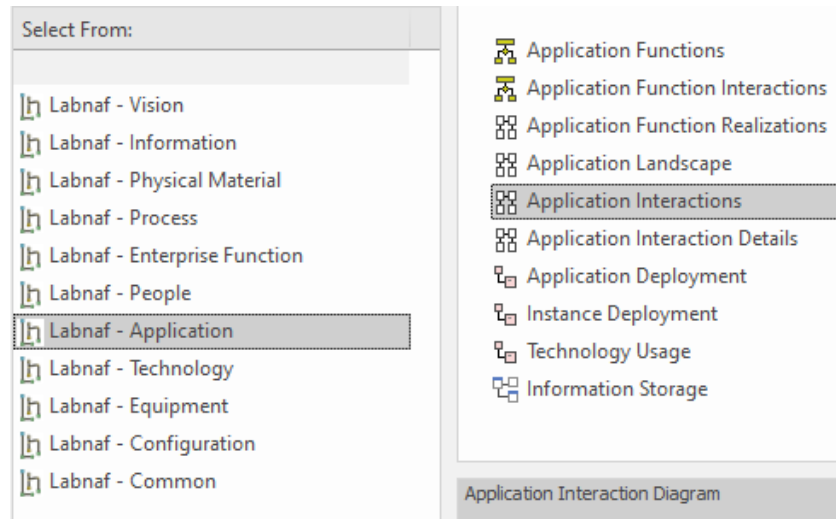 Select From:
Labnaf - Vision
Labnaf - Information
Labnaf - Physical Material
Labnaf - Process
Labnaf - Enterprise Function
Labnaf - People
Labnaf - Application
Labnaf - Technology
Labnaf - Equipment
Labnaf - Configuration
Labnaf - Common
Application Functions
Application Function Interactions
Application Function Realizations
Application Landscape
Application Interactions
Application Interaction Details
Application Deployment
Instance Deployment
Technology Usage
Information Storage
Application Interaction Diagram